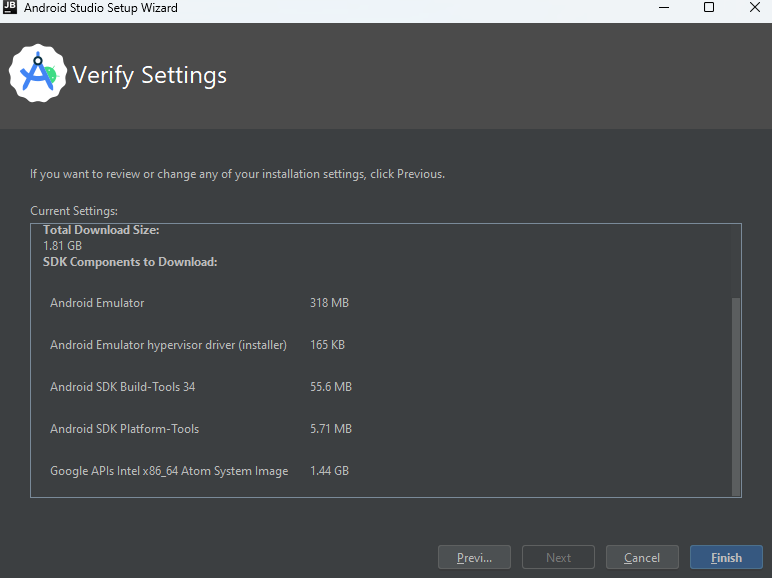 JB
Android Studio Setup Wizard
Verify Settings
If you want to review or change any of your installation settings, click Previous.
Current Settings:
Total Download Size:
1.81 GB
SDK Components to Download:
Android Emulator 318 MB
Android Emulator hypervisor driver (installer) 165 KB
Android SDK Build-Tools 34 55.6 MB
Android SDK Platform-Tools 5.71 MB
Google APIs Intel x86_64 Atom System Image 1.44 GB
Previ... Next Cancel Finish